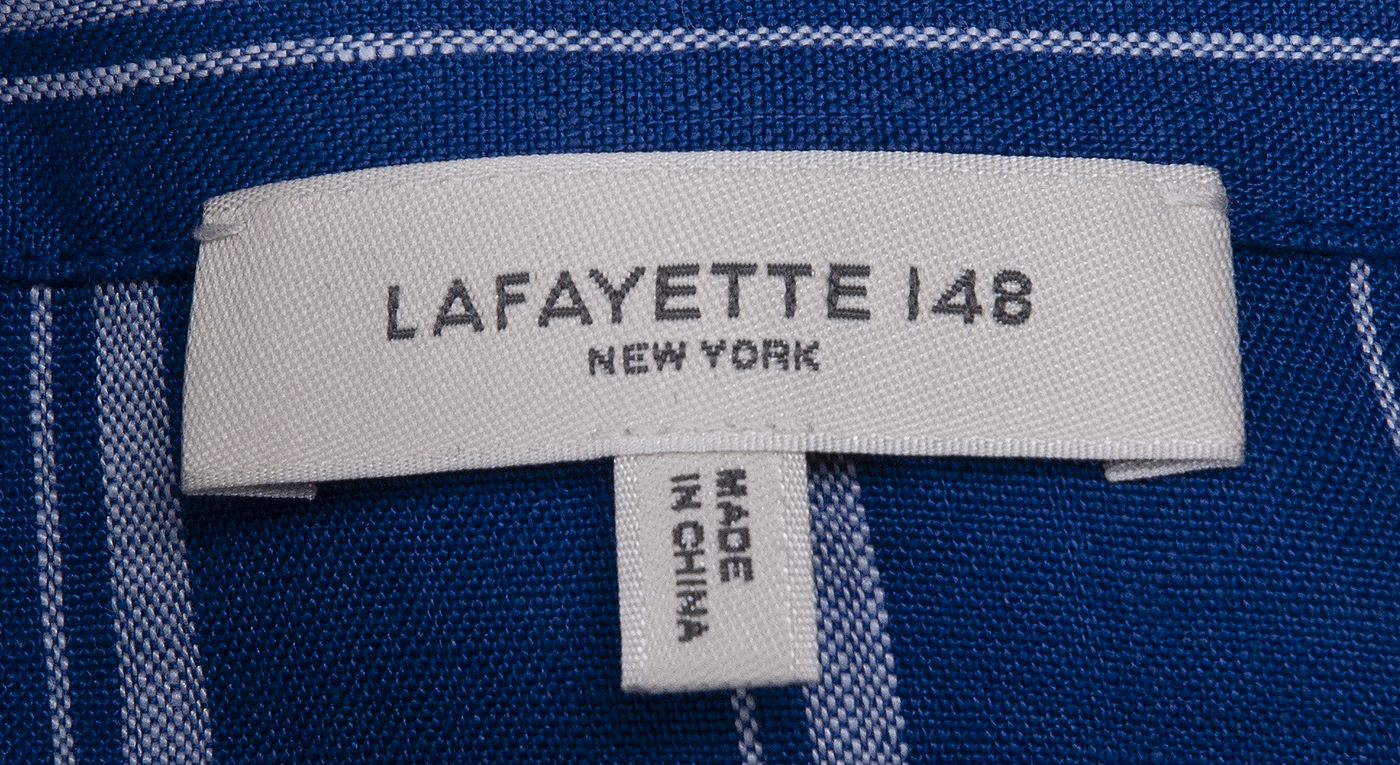 LAFAYETTE 148
NEW YORK
MADE
IN CHINA